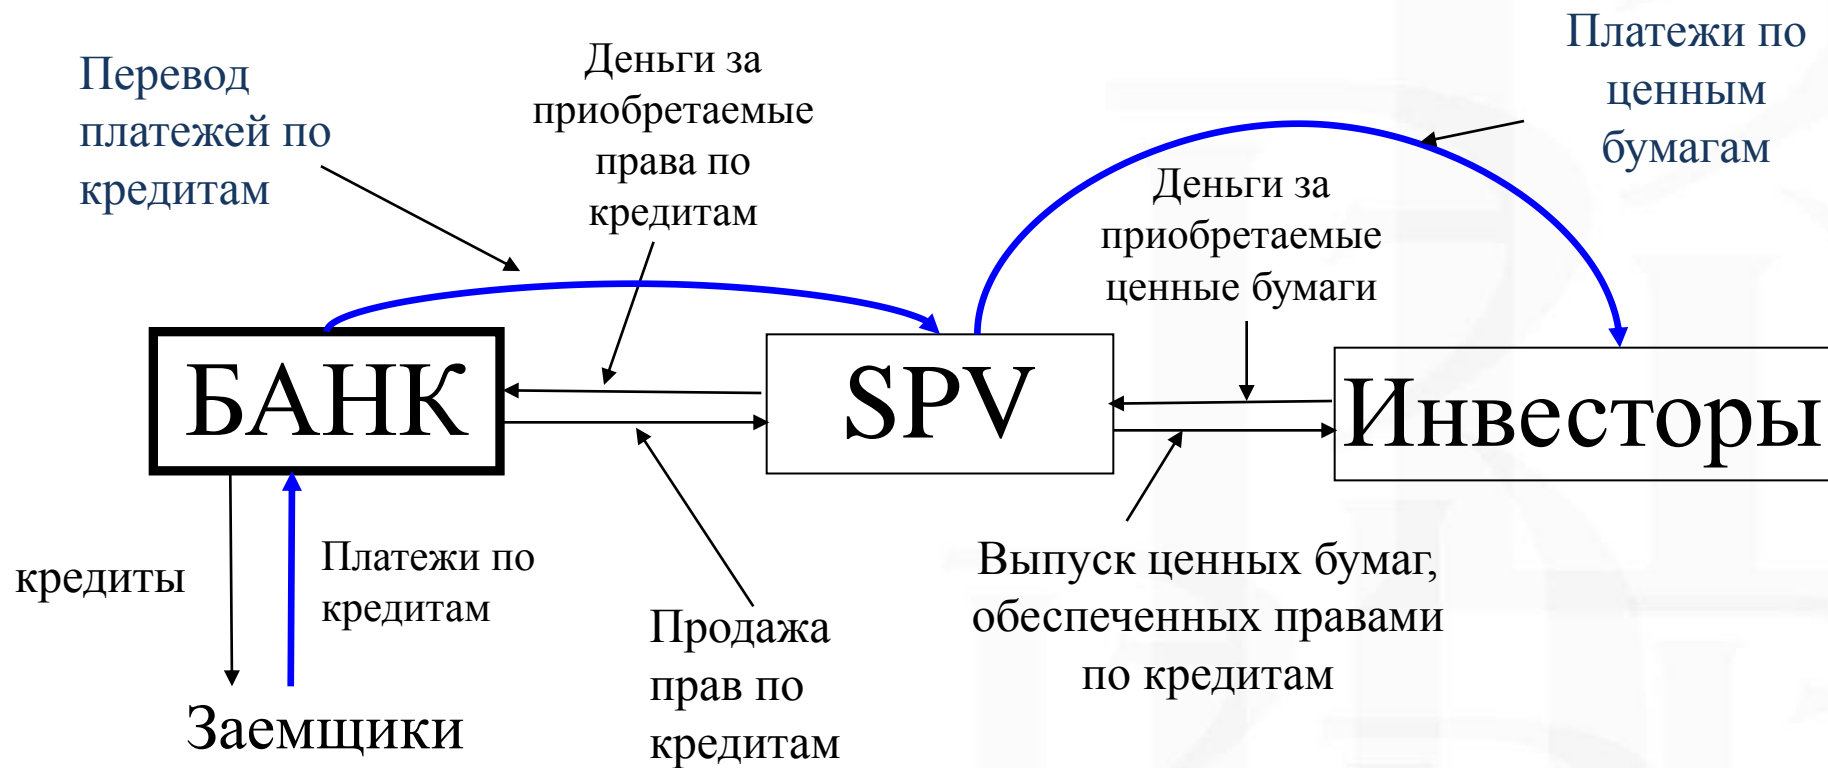 Перевод
платежей по
кредитам
Деньги за
приобретаемые
права по
кредитам
Платежи по
ценным
бумагам
Деньги за
приобретаемые
ценные бумаги
БАНК
SPV
Инвесторы
кредиты
Платежи по
кредитам
Заемщики
Продажа
прав по
кредитам
Выпуск ценных бумаг,
обеспеченных правами
по кредитам